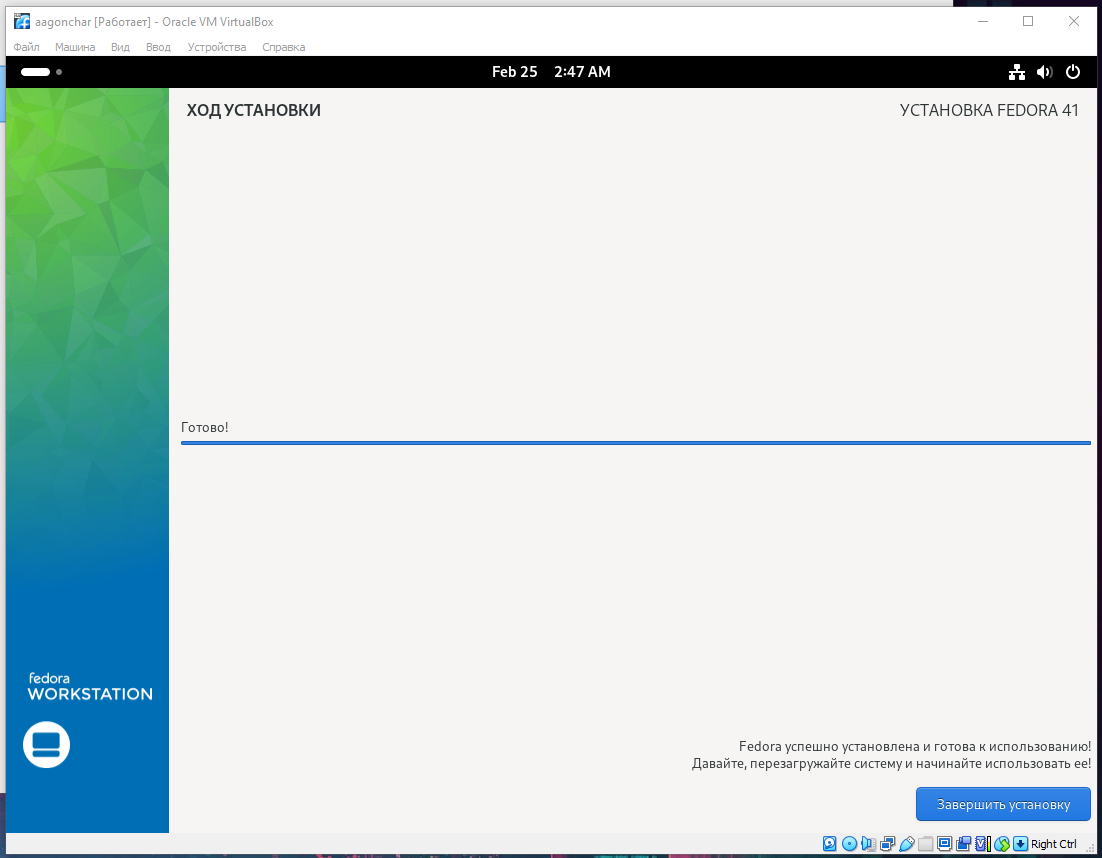 aagonchar [Работает] - Oracle VM VirtualBox
Файл Машина Вид Ввод Устройства Справка
Feb 25 2:47 AM
ХОД УСТАНОВКИ
УСТАНОВКА FEDORA 41
Готово!
fedora
WORKSTATION
Fedora успешно установлена и готова к использованию!
Давайте, перезагружайте систему и начинайте использовать ее!
Завершить установку
Right Ctrl